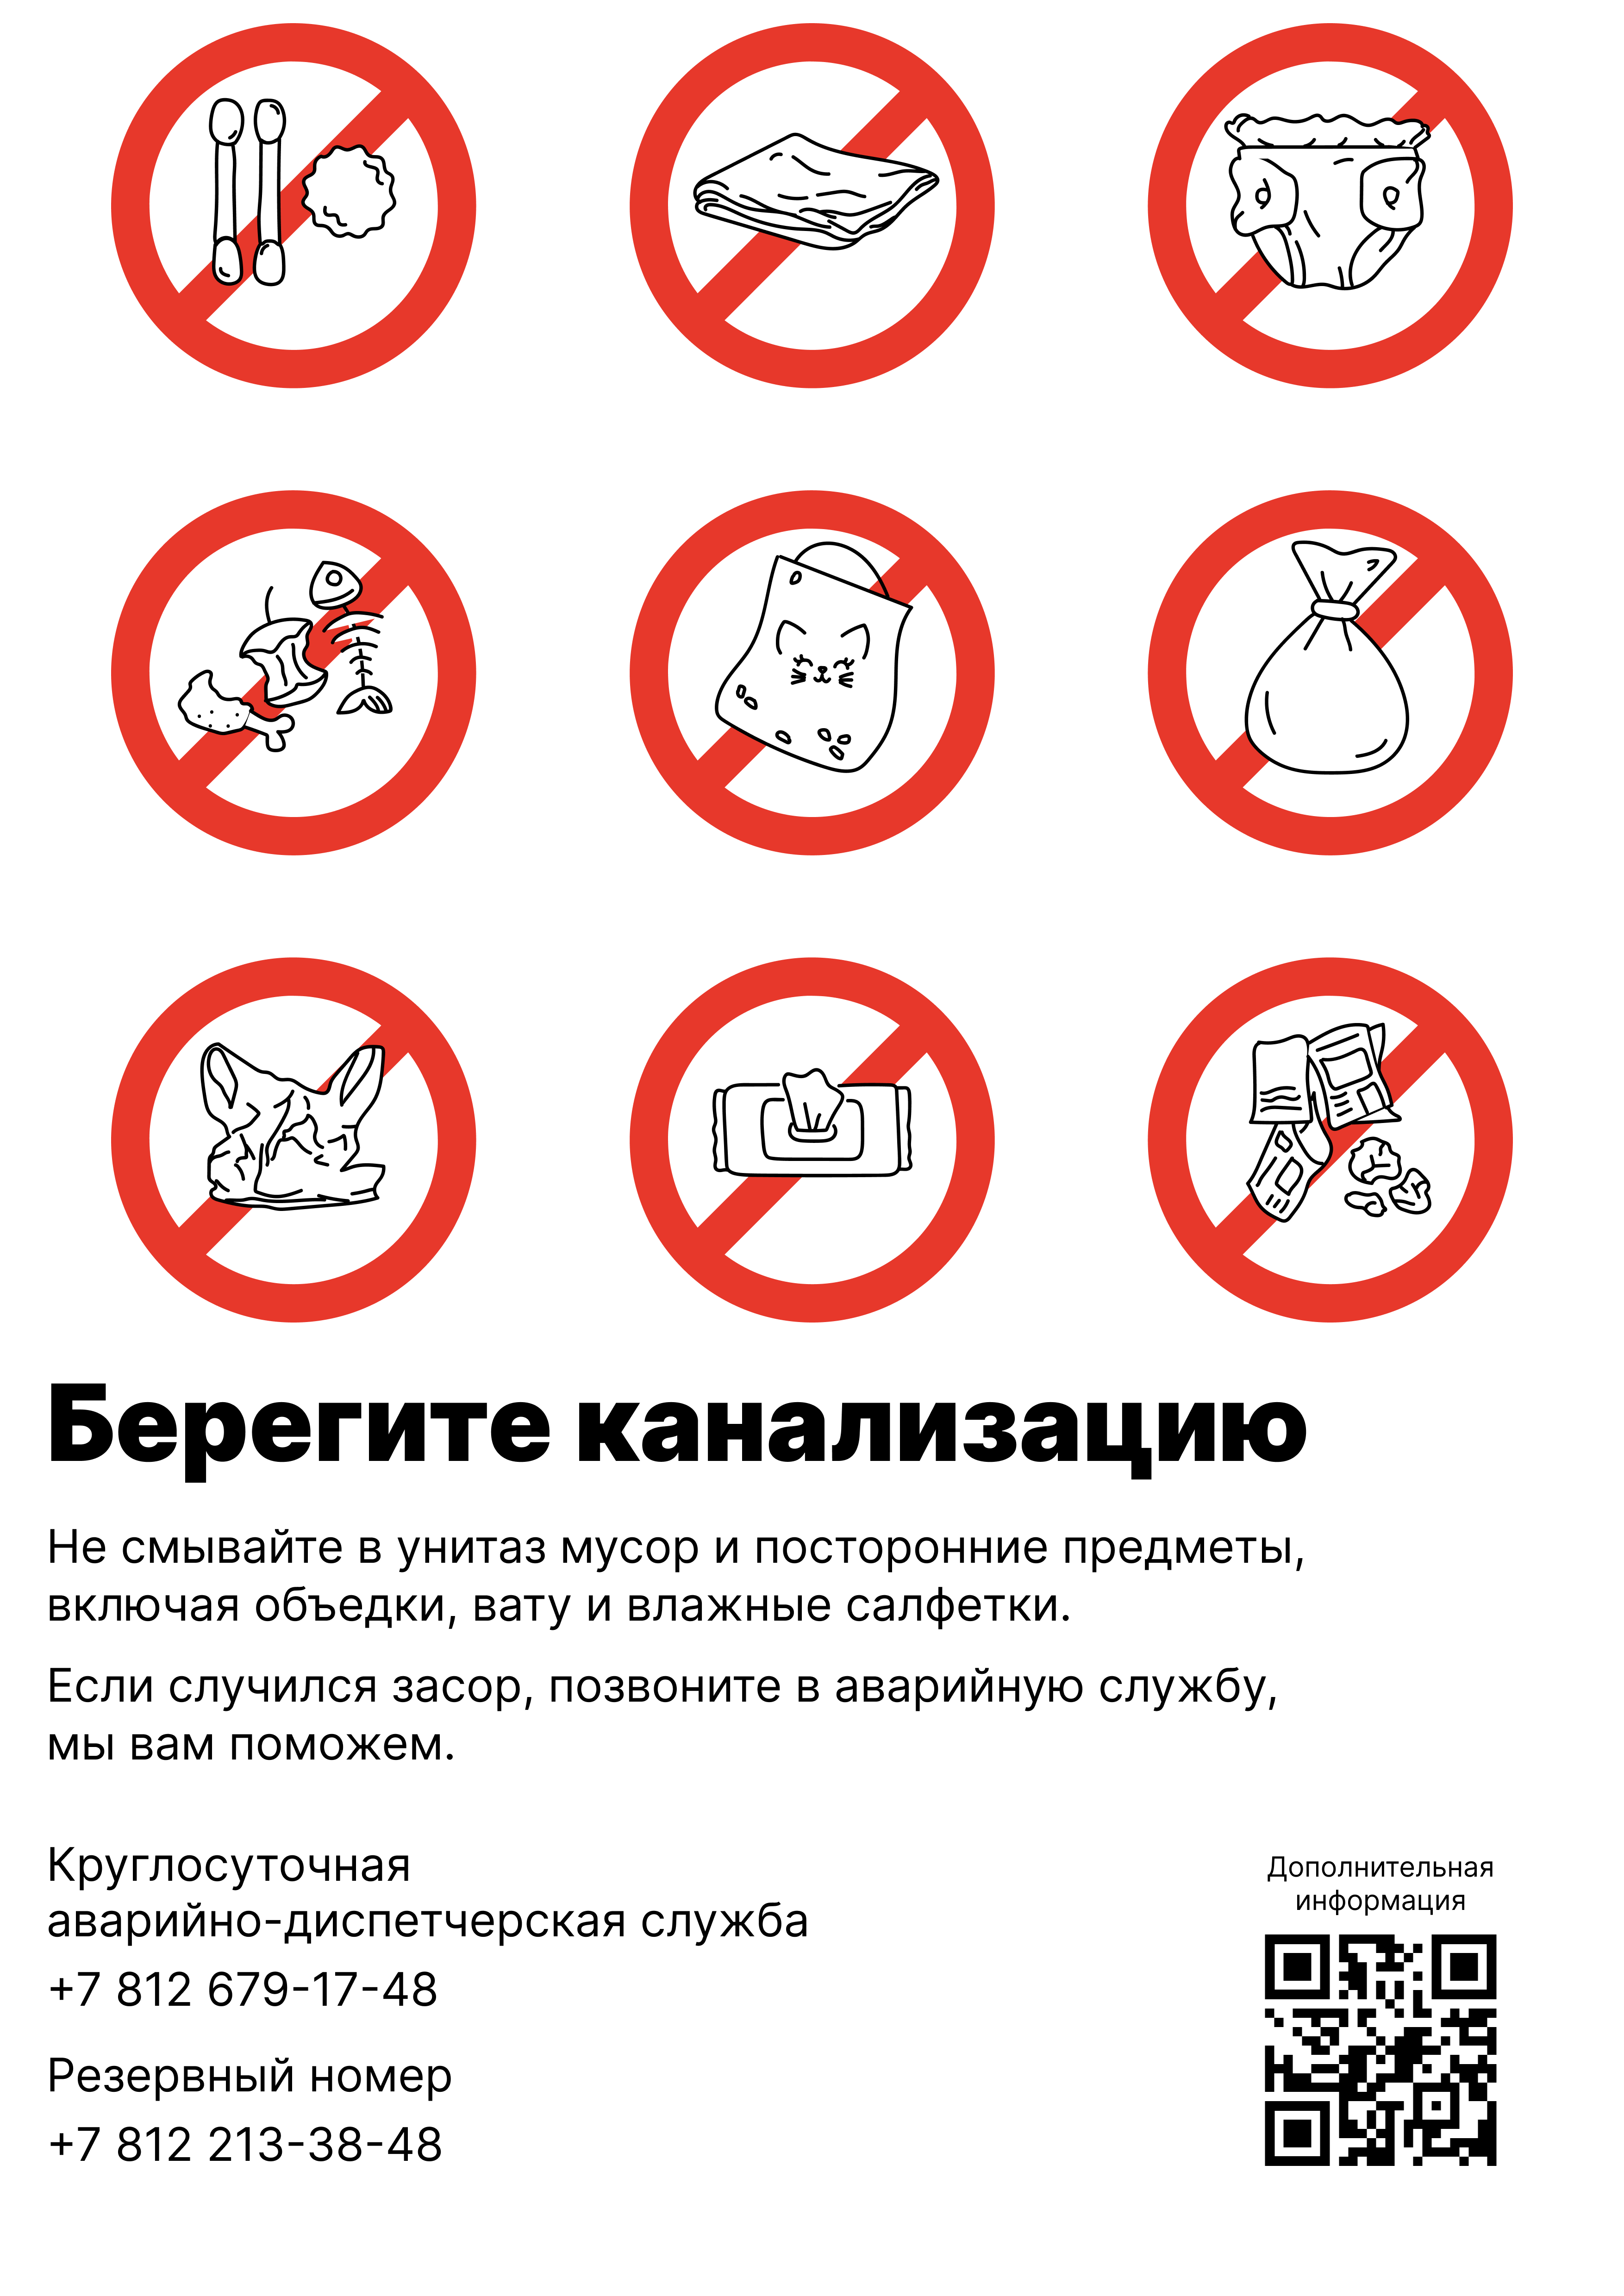 Берегите канализацию
Не смывайте в унитаз мусор и посторонние предметы,
включая объедки, вату и влажные салфетки.
Если случился засор, позвоните в аварийную службу,
мы вам поможем.
Круглосуточная
аварийно-диспетчерская служба
+7 812 679-17-48
Резервный номер
+7 812 213-38-48
Дополнительная
информация